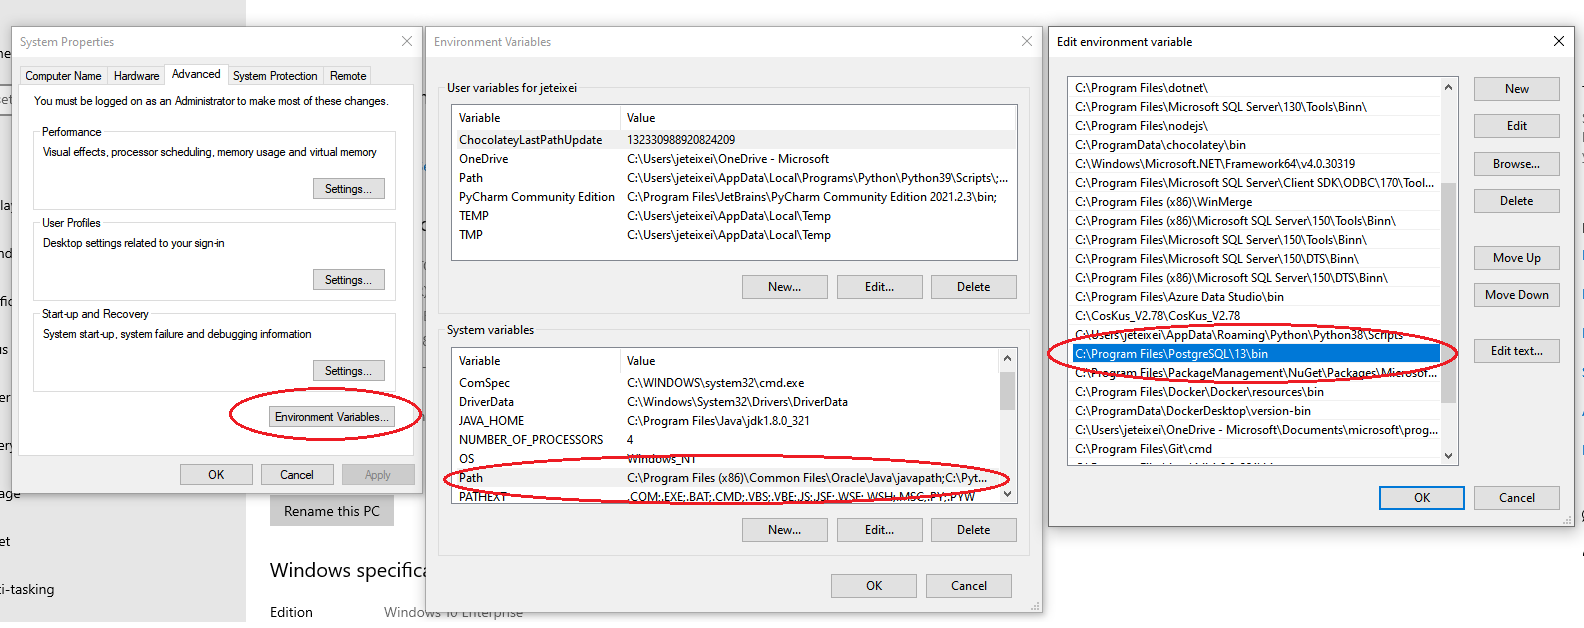 System Properties
Computer Name
Hardware
Advanced
System Protection
Remote
You must be logged on as an Administrator to make most of these changes.
Performance
Visual effects, processor scheduling, memory usage and virtual memory
Settings...
User Profiles
Desktop settings related to your sign-in
Settings...
Start-up and Recovery
System start-up, system failure and debugging information
Settings...
Environment Variables...
OK
Cancel
Apply
Rename this PC
Windows specifica
Edition
Windows 10 Enterprise
ti-tasking
Environment Variables
User variables for jeteixei
Variable Value
ChocolateyLastPathUpdate 132330988920824209
OneDrive C:\Users\jeteixei\OneDrive - Microsoft
Path C:\Users\jeteixei\AppData\Local\Programs\Python\Python39\Scripts\;...
PyCharm Community Edition C:\Program Files\JetBrains\PyCharm Community Edition 2021.2.3\bin;
TEMP C:\Users\jeteixei\AppData\Local\Temp
TMP C:\Users\jeteixei\AppData\Local\Temp
New...
Edit...
Delete
System variables
Variable Value
ComSpec C:\WINDOWS\system32\cmd.exe
DriverData C:\Windows\System32\Drivers\DriverData
JAVA_HOME C:\Program Files\Java\jdk1.8.0_321
NUMBER_OF_PROCESSORS 4
OS Windows_NT
Path C:\Program Files (x86)\Common Files\Oracle\Java\javapath;C:\Pyt...
PATHEXT .COM;.EXE;.BAT;.CMD;.VBS;.VBE;.JS;.JSE;.WSF;.WSH;.MSC;.PY;.PYW
New...
Edit...
Delete
OK
Cancel
Edit environment variable
C:\Program Files\dotnet\
C:\Program Files\Microsoft SQL Server\130\Tools\Binn\
C:\Program Files\nodejs\
C:\ProgramData\chocolatey\bin
C:\Windows\Microsoft.NET\Framework64\v4.0.30319
C:\Program Files\Microsoft SQL Server\Client SDK\ODBC\170\Tool...
C:\Program Files (x86)\WinMerge
C:\Program Files (x86)\Microsoft SQL Server\150\Tools\Binn\
C:\Program Files\Microsoft SQL Server\150\Tools\Binn\
C:\Program Files\Microsoft SQL Server\150\DTS\Binn\
C:\Program Files (x86)\Microsoft SQL Server\150\DTS\Binn\
C:\Program Files\Azure Data Studio\bin
C:\CosKus_V2.78\CosKus_V2.78
C:\Users\jeteixei\AppData\Roaming\Python\Python38\Scripts
C:\Program Files\PostgreSQL\13\bin
C:\Program Files\PackageManagement\NuGet\Packages\Microsof...
C:\Program Files\Docker\Docker\resources\bin
C:\ProgramData\DockerDesktop\version-bin
C:\Users\jeteixei\OneDrive - Microsoft\Documents\microsoft\prog...
C:\Program Files\Git\cmd
New
Edit
Browse...
Delete
Move Up
Move Down
Edit text...
OK
Cancel